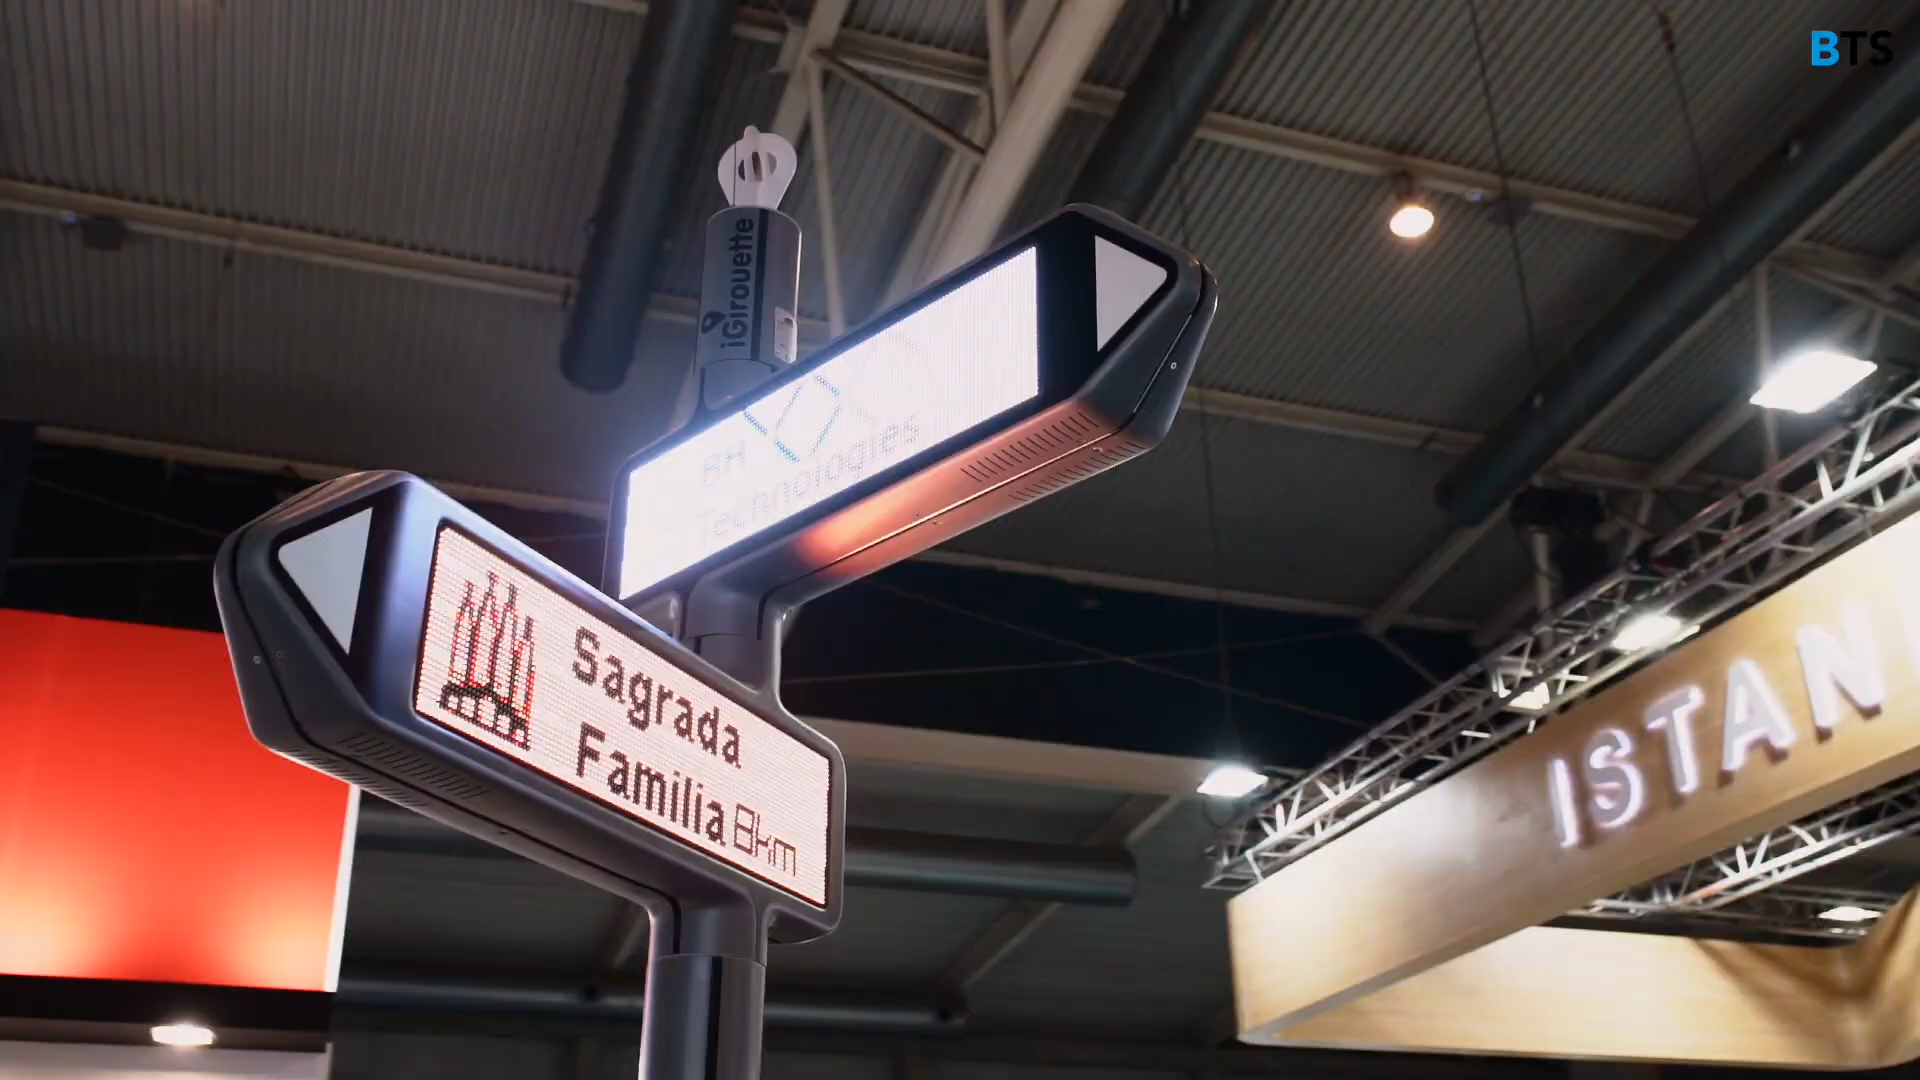 BTS
iGirouette
BH
Technologies
Sagrada
Familia 8km
ISTAN